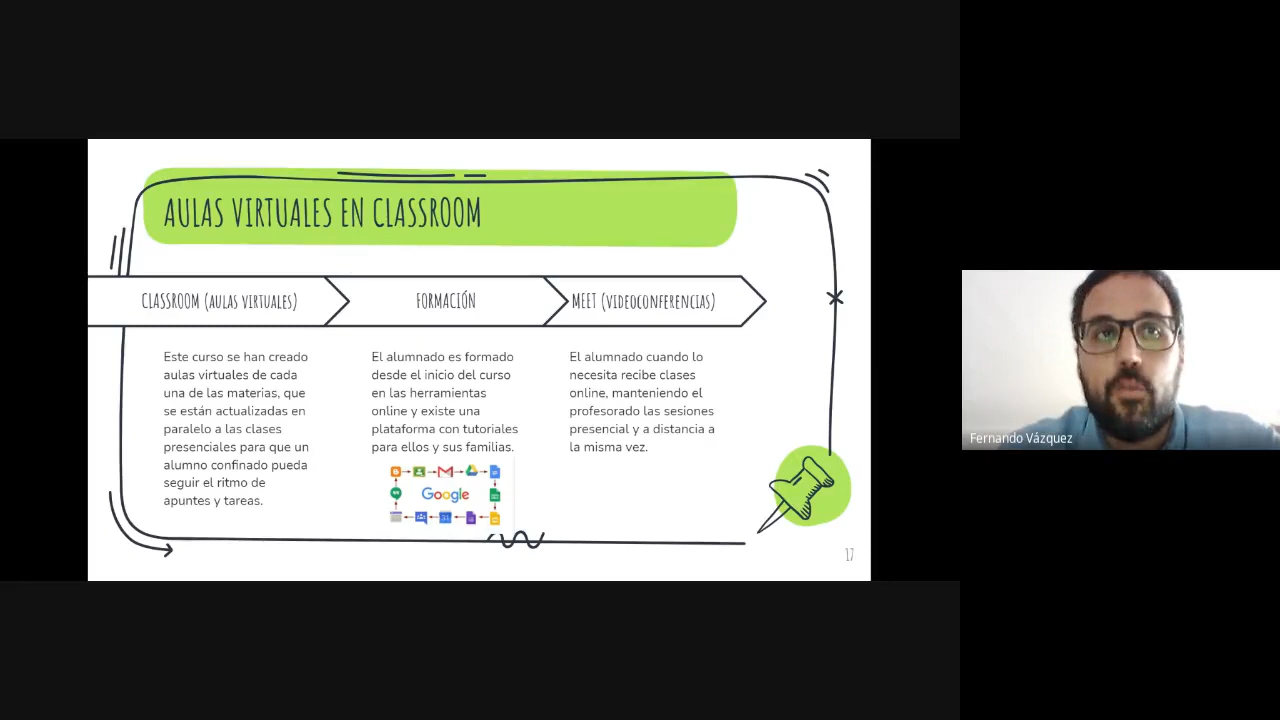 AULAS VIRTUALES EN CLASSROOM
CLASSROOM (AULAS VIRTUALES)
FORMACIÓN
MEET (VIDEOCONFERENCIAS)
Este curso se han creado
aulas virtuales de cada
una de las materias, que
se están actualizadas en
paralelo a las clases
presenciales para que un
alumno confinado pueda
seguir el ritmo de
apuntes y tareas.
El alumnado es formado
desde el inicio del curso
en las herramientas
online y existe una
plataforma con tutoriales
para ellos y sus familias.
Google
El alumnado cuando lo
necesita recibe clases
online, manteniendo el
profesorado las sesiones
presencial y a distancia a
la misma vez.
17
Fernando Vázquez